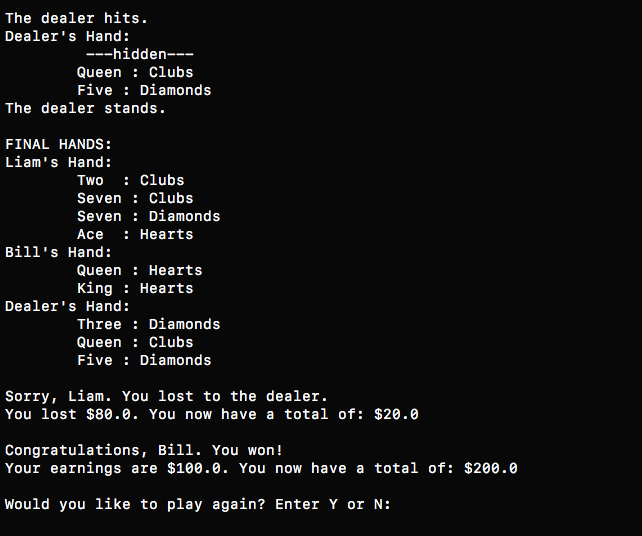 The dealer hits.
Dealer's Hand:
---hidden---
Queen : Clubs
Five : Diamonds
The dealer stands.
FINAL HANDS:
Liam's Hand:
Two : Clubs
Seven : Clubs
Seven : Diamonds
Ace : Hearts
Bill's Hand:
Queen : Hearts
King : Hearts
Dealer's Hand:
Three : Diamonds
Queen : Clubs
Five : Diamonds
Sorry, Liam. You lost to the dealer.
You lost $80.0. You now have a total of: $20.0
Congratulations, Bill. You won!
Your earnings are $100.0. You now have a total of: $200.0
Would you like to play again? Enter Y or N: